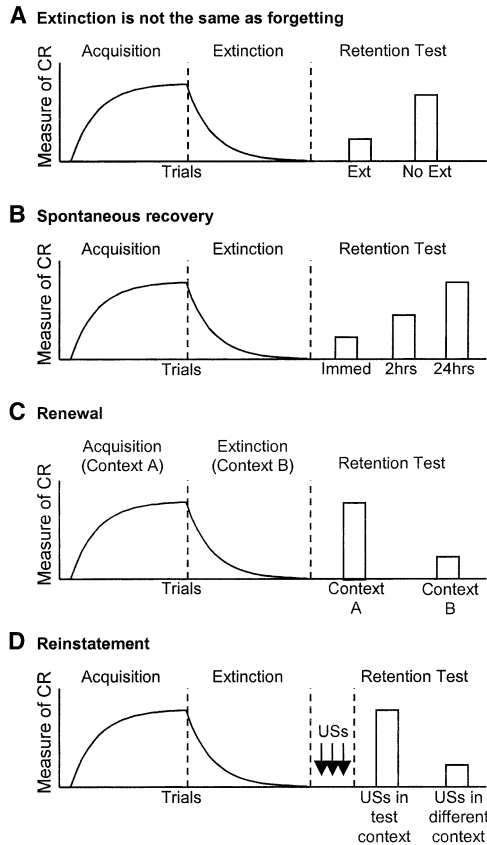 A Extinction is not the same as forgetting
Acquisition Extinction Retention Test
Measure of CR
Trials Ext No Ext
B Spontaneous recovery
Acquisition Extinction Retention Test
Measure of CR
Trials Immed 2hrs 24hrs
C Renewal
Acquisition Extinction Retention Test
(Context A) (Context B)
Measure of CR
Trials Context Context
A B
D Reinstatement
Acquisition Extinction Retention Test
Measure of CR
USs
Trials USs in USs in
test different
context context